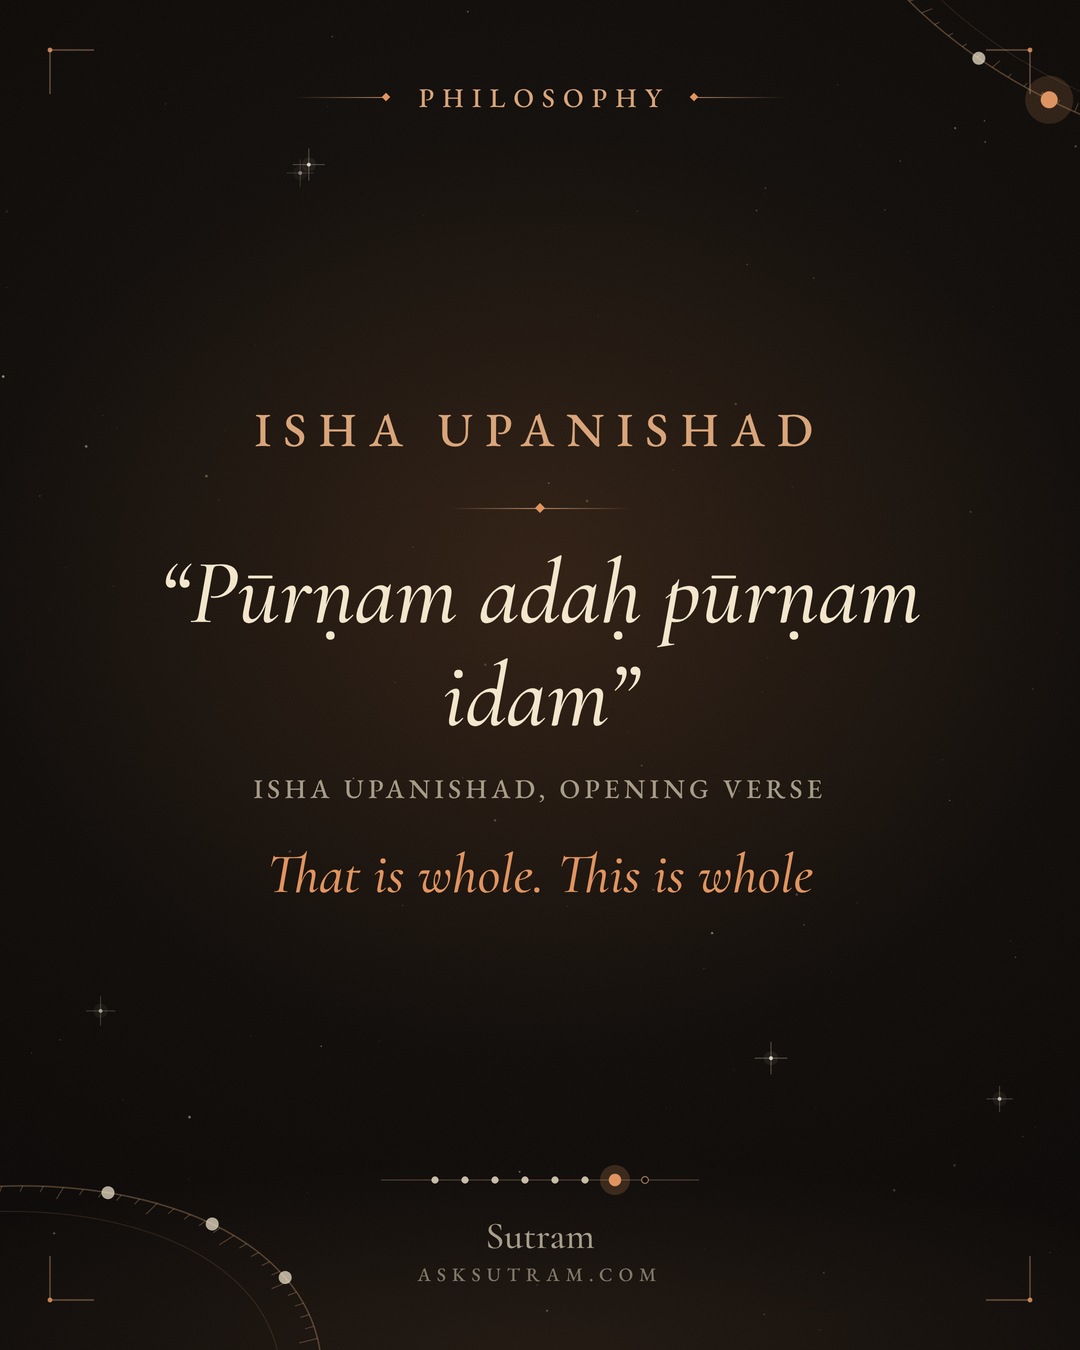 PHILOSOPHY
ISHA UPANISHAD
“Pūrṇam adaḥ pūrṇam
idam”
ISHA UPANISHAD, OPENING VERSE
That is whole. This is whole
Sutram
ASKSUTRAM.COM